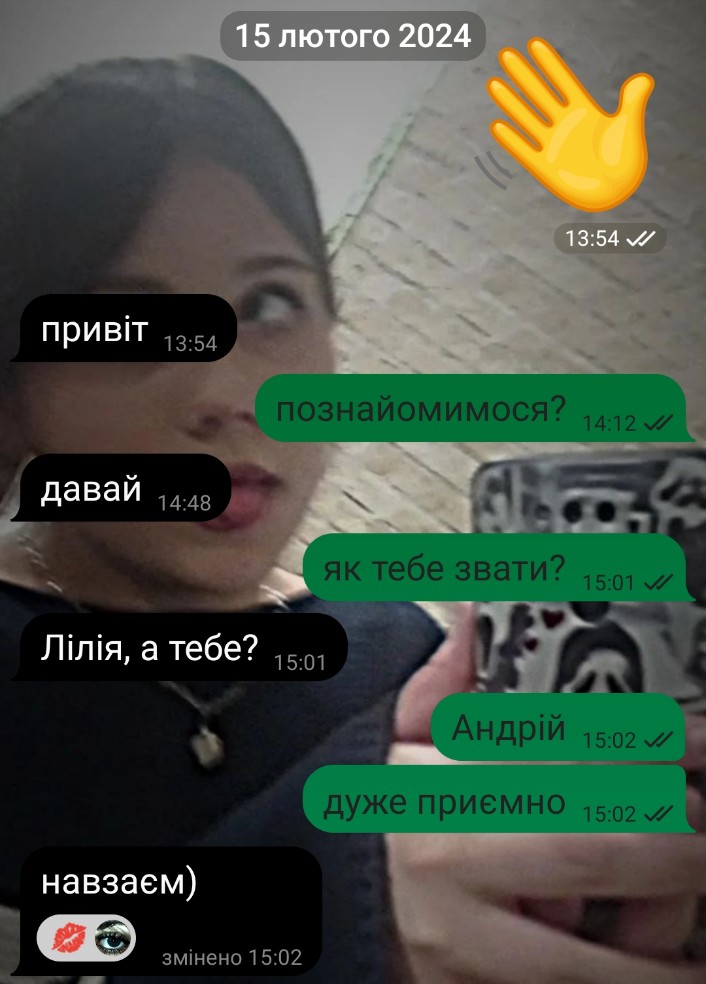 15 лютого 2024
13:54
привіт 13:54
познайомимося? 14:12
давай 14:48
як тебе звати? 15:01
Лілія, а тебе? 15:01
Андрій 15:02
дуже приємно 15:02
навзаєм)
змінено 15:02